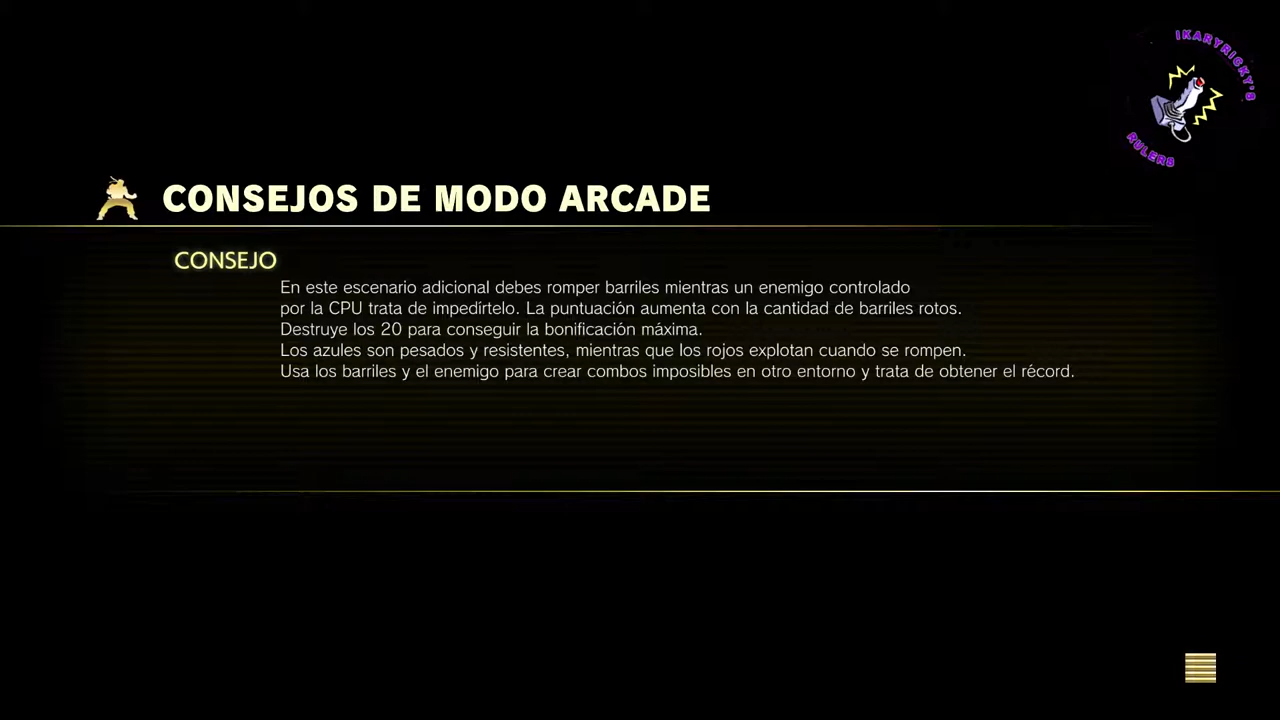 IKARYRICKY'S
RULERS
CONSEJOS DE MODO ARCADE
CONSEJO
En este escenario adicional debes romper barriles mientras un enemigo controlado
por la CPU trata de impedírtelo. La puntuación aumenta con la cantidad de barriles rotos.
Destruye los 20 para conseguir la bonificación máxima.
Los azules son pesados y resistentes, mientras que los rojos explotan cuando se rompen.
Usa los barriles y el enemigo para crear combos imposibles en otro entorno y trata de obtener el récord.